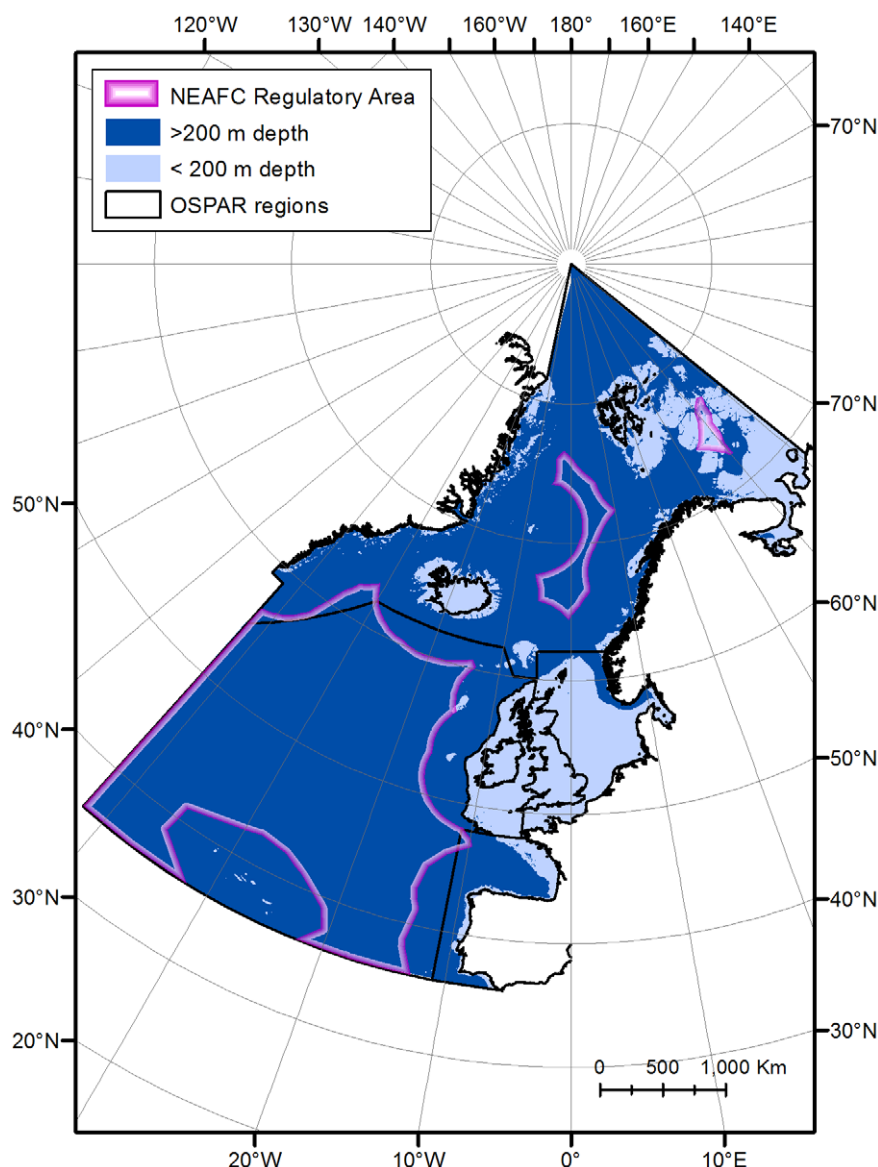 120°W 130°W 140°W 160°W 180° 160°E 140°E
NEAFC Regulatory Area
>200 m depth
< 200 m depth
OSPAR regions
70°N
70°N
50°N
60°N
40°N
50°N
30°N
40°N
20°N
30°N
0 500 1,000 Km
20°W 10°W 0° 10°E